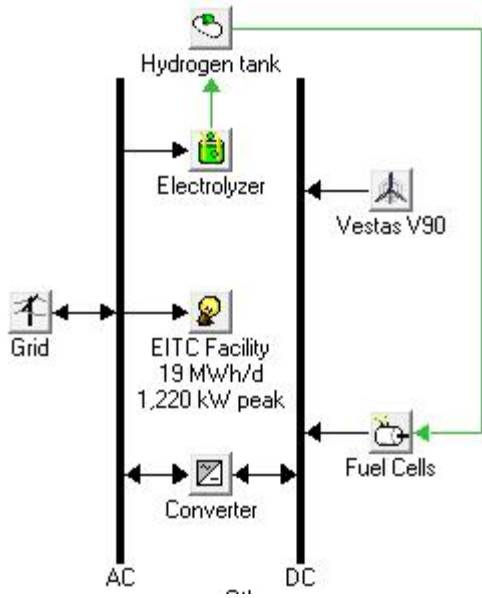 Hydrogen tank
Electrolyzer
Vestas V90
Grid
EITC Facility
19 MWh/d
1,220 kW peak
Fuel Cells
Converter
AC
DC